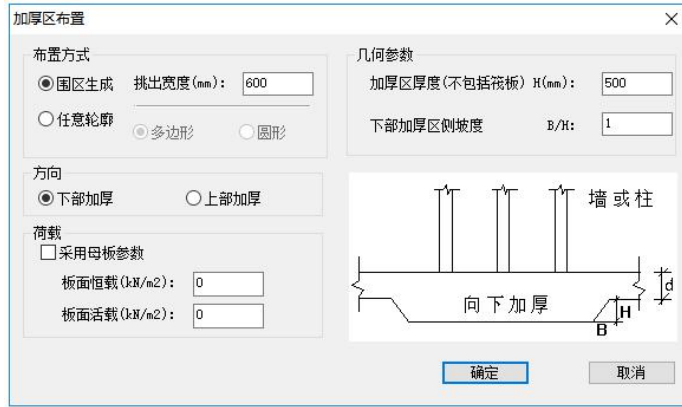 加厚区布置
布置方式
围区生成 挑出宽度(mm): 600
任意轮廓
多边形 圆形
几何参数
加厚区厚度(不包括筏板) H(mm): 500
下部加厚区侧坡度 B/H: 1
方向
下部加厚 上部加厚
荷载
采用母板参数
板面恒载(kN/m2): 0
板面活载(kN/m2): 0
墙或柱
向下加厚
d
H
B
确定 取消